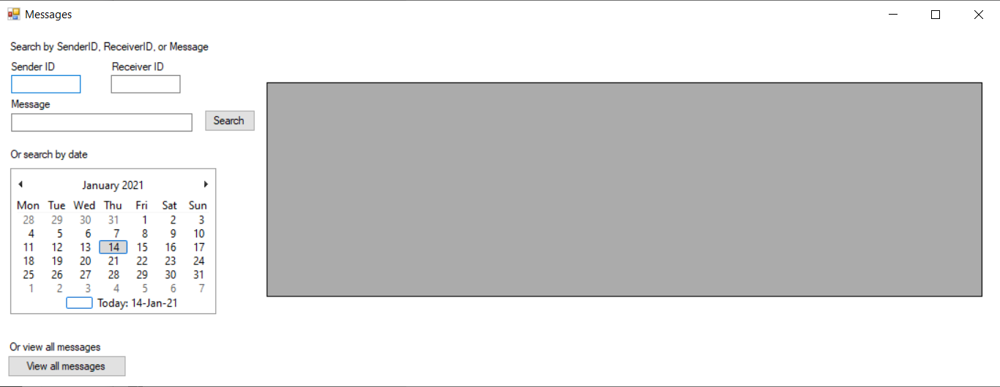 Messages
Search by SenderID, ReceiverID, or Message
Sender ID Receiver ID
Message
Search
Or search by date
January 2021
Mon Tue Wed Thu Fri Sat Sun
28 29 30 31 1 2 3
4 5 6 7 8 9 10
11 12 13 14 15 16 17
18 19 20 21 22 23 24
25 26 27 28 29 30 31
1 2 3 4 5 6 7
Today: 14-Jan-21
Or view all messages
View all messages